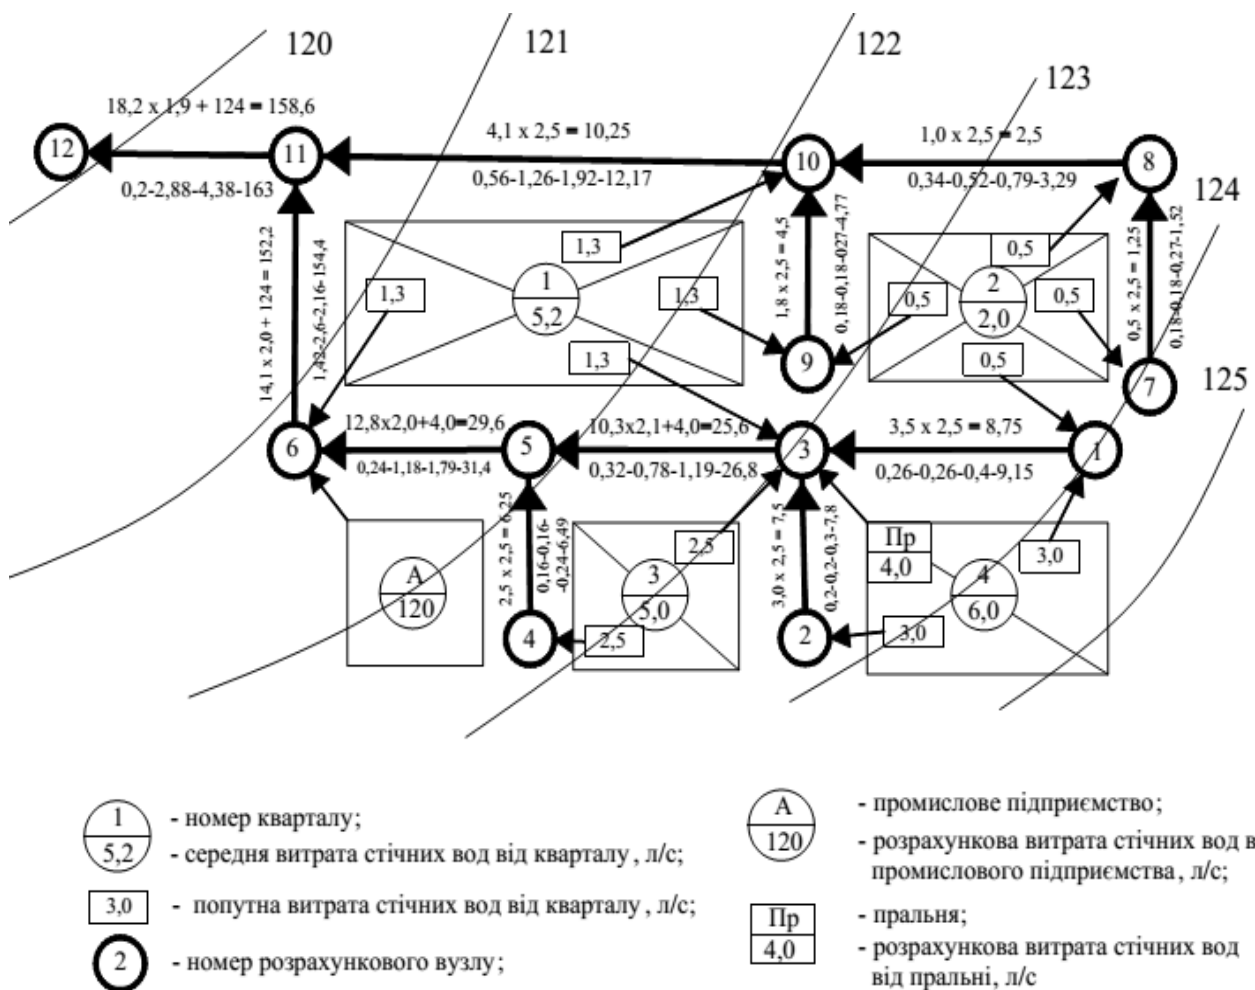 120
121
122
123
124
125
18,2 x 1,9 + 124 = 158,6
4,1 x 2,5 = 10,25
1,0 x 2,5 = 2,5
12
11
10
8
0,2-2,88-4,38-163
0,56-1,26-1,92-12,17
0,34-0,52-0,79-3,29
14,1 x 2,0 + 124 = 152,2
1,42-2,6-2,16-154,4
1,3
1,3
1,3
1,3
1
5,2
1,8 x 2,5 = 4,5
0,18-0,18-027-4,77
0,5
0,5
0,5
0,5
2
2,0
0,5 x 2,5 = 1,25
0,18-0,18-0,27-1,52
9
7
12,8x2,0+4,0=29,6
10,3x2,1+4,0=25,6
3,5 x 2,5 = 8,75
6
5
3
1
0,24-1,18-1,79-31,4
0,32-0,78-1,19-26,8
0,26-0,26-0,4-9,15
А
120
2,5 x 2,5 = 6,25
0,16-0,16-
-0,24-6,49
2,5
3
5,0
2,5
3,0 x 2,5 = 7,5
0,2-0,2-0,3-7,8
Пр
4,0
3,0
4
6,0
3,0
4
2
1
5,2
- номер кварталу;
- середня витрата стічних вод від кварталу , л/с;
3,0
- попутна витрата стічних вод від кварталу , л/с;
2
- номер розрахункового вузлу ;
А
120
- промислове підприємство;
- розрахункова витрата стічних вод в
промислового підприємства , л/с;
Пр
4,0
- пральня;
- розрахункова витрата стічних вод
від пральні, л/с